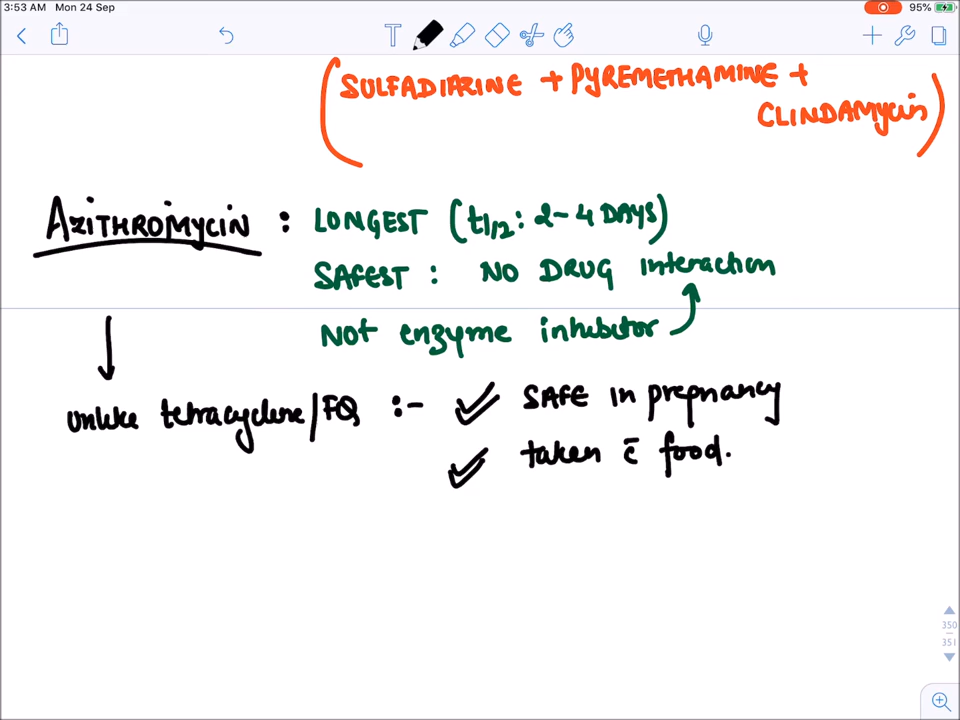 3:53 AM Mon 24 Sep 95%
(SULFADIAZINE + PYREMETHAMINE +
CLINDAMYCIN)
AZITHROMYCIN : LONGEST (t1/2 : 2-4 DAYS)
SAFEST : NO DRUG interaction
Not enzyme inhibitor
unlike tetracycline/FQ :- ✓ SAFE in pregnancy
✓ taken c̄ food.
350
351